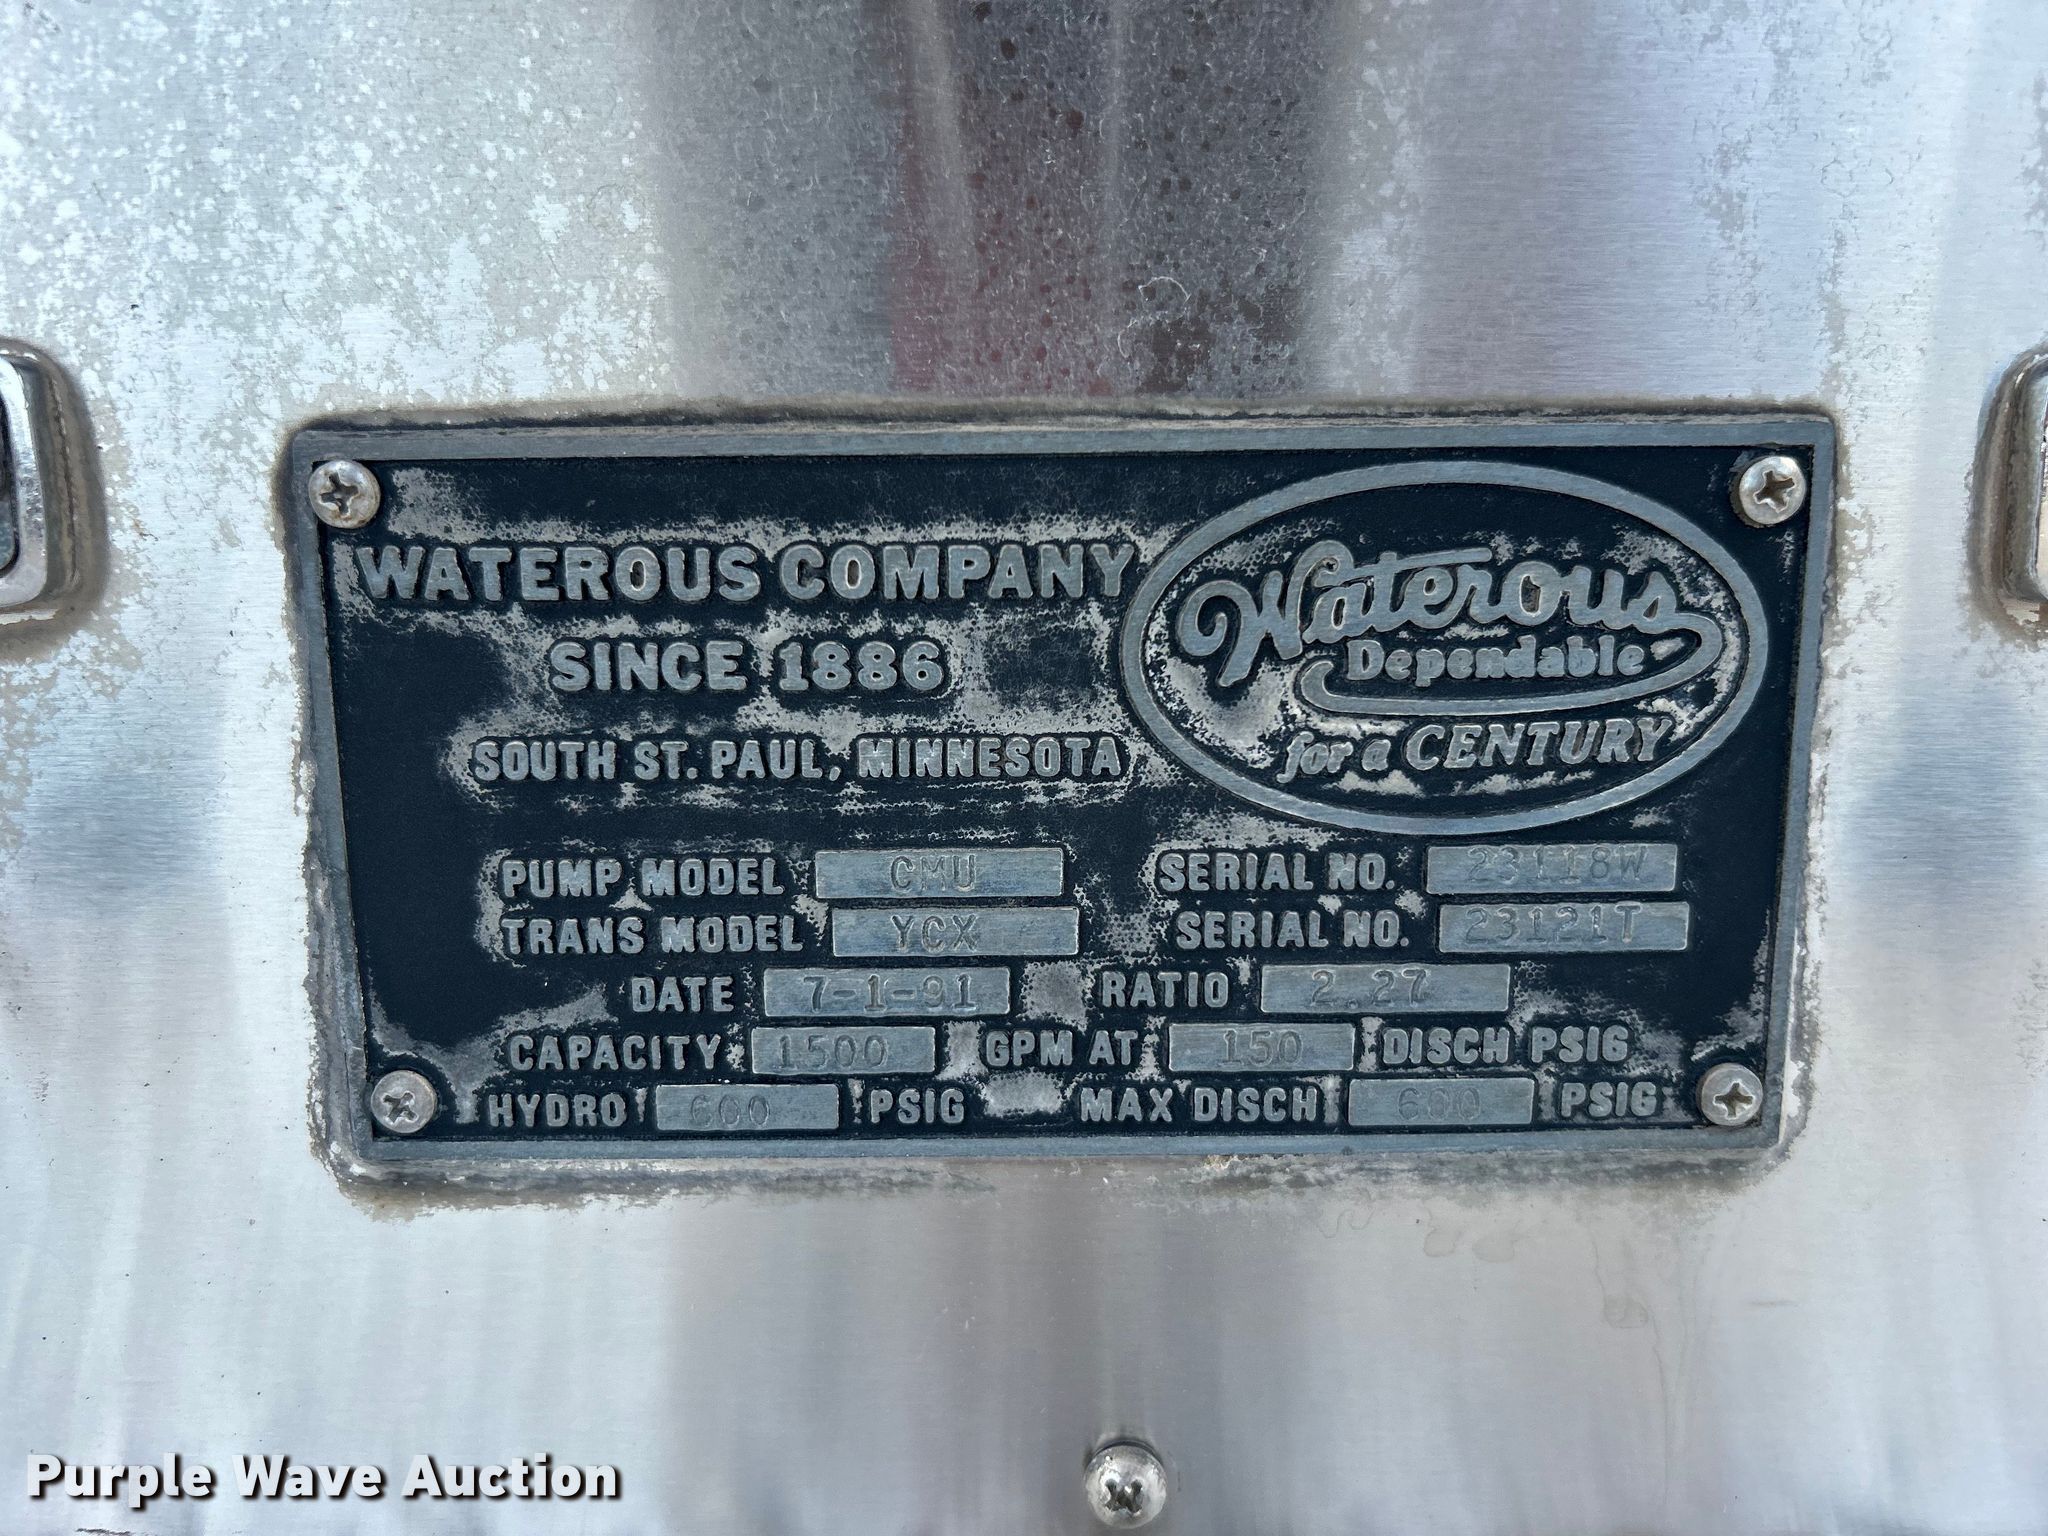 WATEROUS COMPANY
SINCE 1886
SOUTH ST. PAUL, MINNESOTA
Waterous
Dependable
for a CENTURY
PUMP MODEL CMU SERIAL NO. 23118W
TRANS MODEL YCX SERIAL NO. 23121T
DATE 7-1-91 RATIO 2.27
CAPACITY 1500 GPM AT 150 DISCH PSIG
HYDRO 600 PSIG MAX DISCH 600 PSIG
Purple Wave Auction